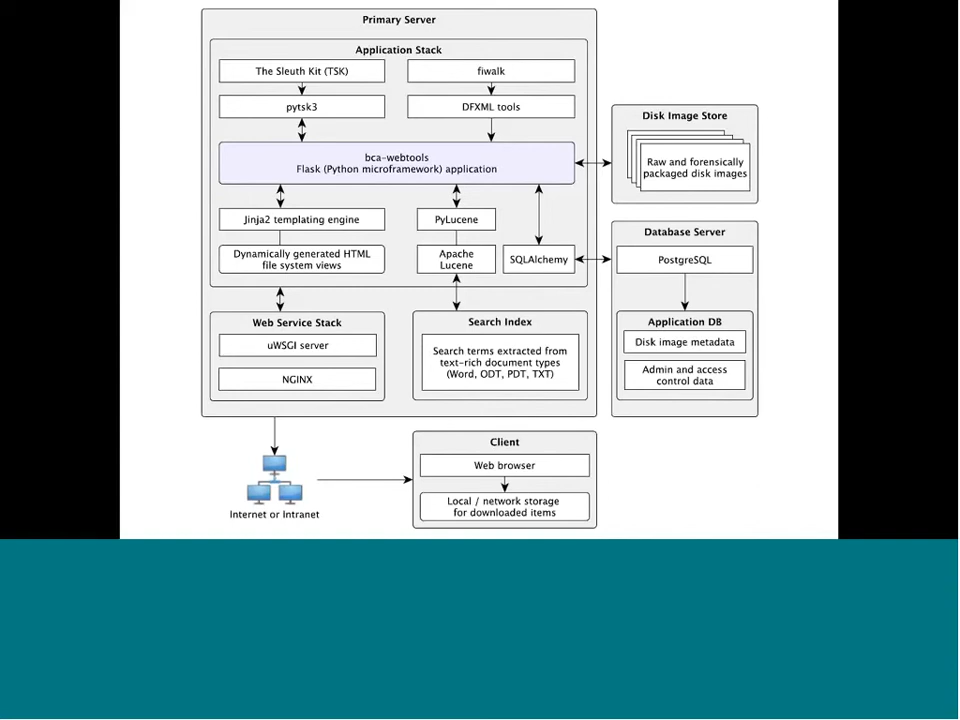 Primary Server
Application Stack
The Sleuth Kit (TSK)
fiwalk
pytsk3
DFXML tools
bca-webtools
Flask (Python microframework) application
Jinja2 templating engine
PyLucene
Dynamically generated HTML
file system views
Apache
Lucene
SQLAlchemy
Web Service Stack
uWSGI server
NGINX
Search Index
Search terms extracted from
text-rich document types
(Word, ODT, PDT, TXT)
Disk Image Store
Raw and forensically
packaged disk images
Database Server
PostgreSQL
Application DB
Disk image metadata
Admin and access
control data
Internet or Intranet
Client
Web browser
Local / network storage
for downloaded items